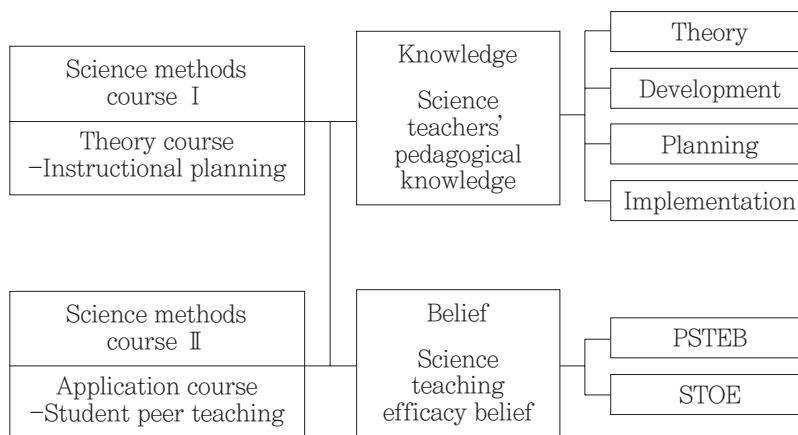 Science methods
course Ⅰ
Theory course
-Instructional planning
Knowledge
Science
teachers'
pedagogical
knowledge
Theory
Development
Planning
Implementation
Science methods
course Ⅱ
Application course
-Student peer teaching
Belief
Science
teaching
efficacy belief
PSTEB
STOE